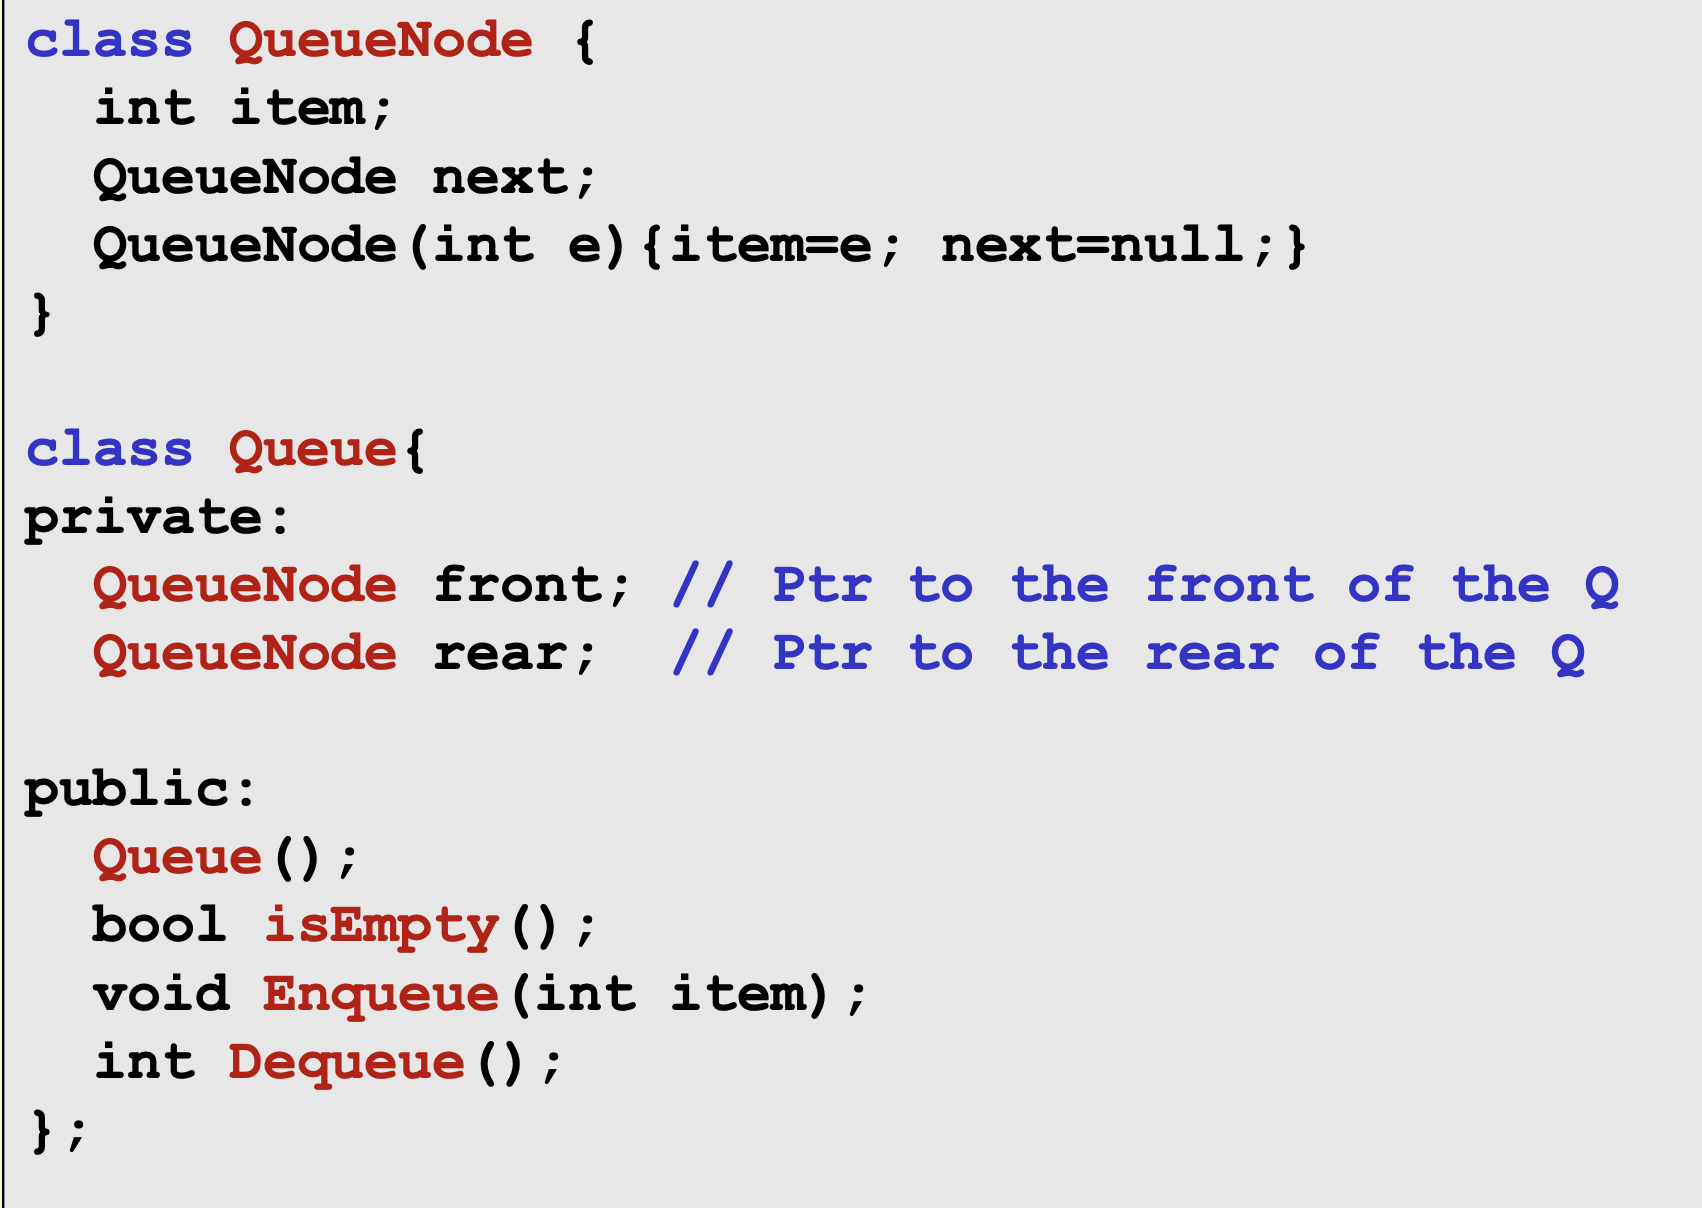 class QueueNode {
  int item;
  QueueNode next;
  QueueNode(int e){item=e; next=null;}
}
class Queue{
private:
  QueueNode front; // Ptr to the front of the Q
  QueueNode rear;  // Ptr to the rear of the Q
public:
  Queue();
  bool isEmpty();
  void Enqueue(int item);
  int Dequeue();
};